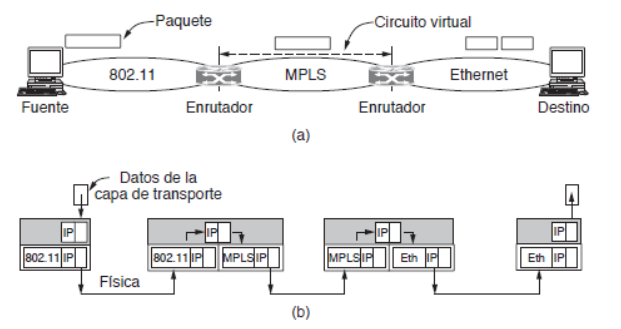 Paquete
Circuito virtual
802.11
MPLS
Ethernet
Fuente
Enrutador
Enrutador
Destino
(a)
Datos de la
capa de transporte
IP
IP
IP
IP
802.11 IP
802.11 IP
MPLS IP
MPLS IP
Eth IP
Eth IP
Física
(b)